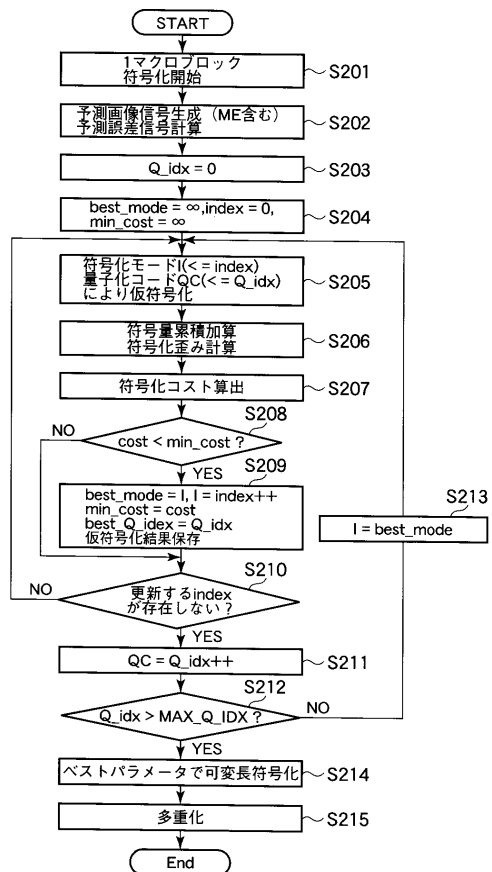 START
1マクロブロック
符号化開始
S201
予測画像信号生成（ME含む）
予測誤差信号計算
S202
Q_idx = 0
S203
best_mode = ∞,index = 0,
min_cost = ∞
S204
符号化モードI(< = index)
量子化コードQC(< = Q_idx)
により仮符号化
S205
符号量累積加算
符号化歪み計算
S206
符号化コスト算出
S207
S208
NO
cost < min_cost ?
YES
S209
best_mode = I, I = index++
min_cost = cost
best_Q_idex = Q_idx
仮符号化結果保存
S213
I = best_mode
S210
NO
更新するindex
が存在しない ?
YES
QC = Q_idx++
S211
S212
NO
Q_idx > MAX_Q_IDX ?
YES
ベストパラメータで可変長符号化
S214
多重化
S215
End